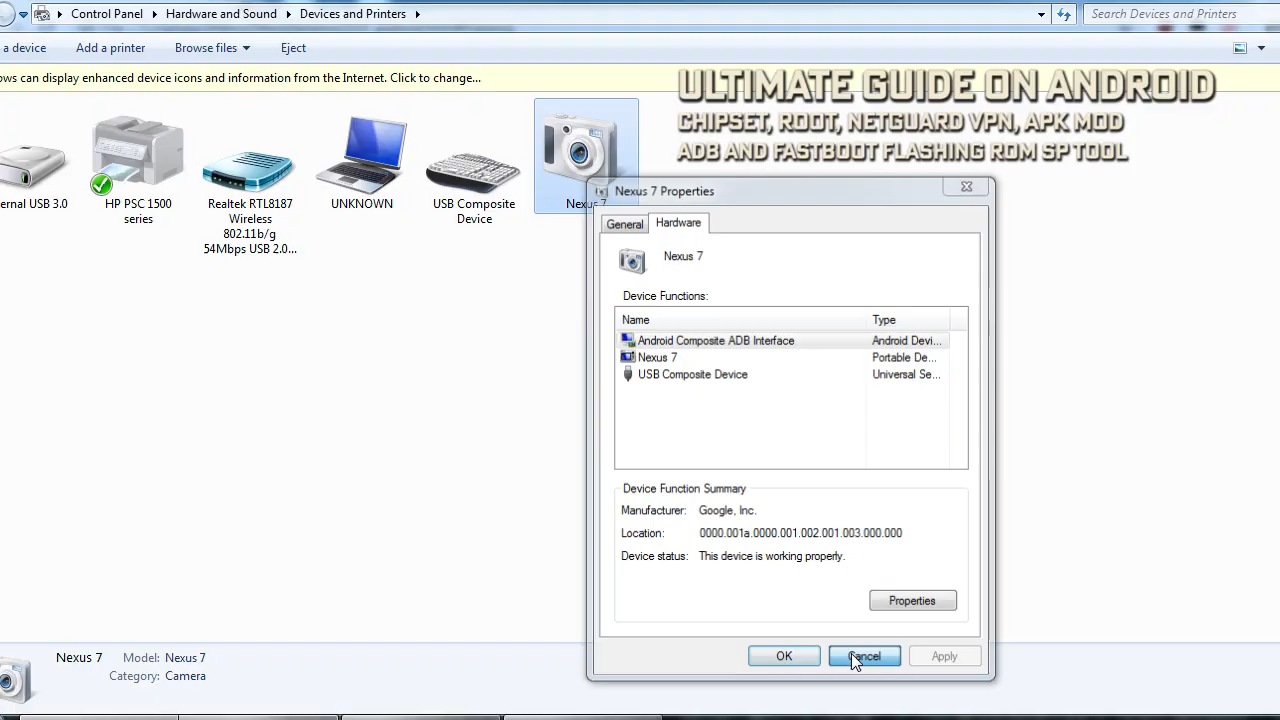 Control Panel
Hardware and Sound
Devices and Printers
Search Devices and Printers
a device
Add a printer
Browse files
Eject
ows can display enhanced device icons and information from the Internet. Click to change...
ULTIMATE GUIDE ON ANDROID
CHIPSET, ROOT, NETGUARD VPN, APK MOD
ADB AND FASTBOOT FLASHING ROM SP TOOL
ernal USB 3.0
HP PSC 1500
series
Realtek RTL8187
Wireless
802.11b/g
54Mbps USB 2.0...
UNKNOWN
USB Composite
Device
Nexus 7
Nexus 7 Properties
General
Hardware
Nexus 7
Device Functions:
Name
Type
Android Composite ADB Interface
Android Devi...
Nexus 7
Portable De...
USB Composite Device
Universal Se...
Device Function Summary
Manufacturer:
Google, Inc.
Location:
0000.001a.0000.001.002.001.003.000.000
Device status:
This device is working properly.
Properties
OK
Cancel
Apply
Nexus 7
Model:
Nexus 7
Category:
Camera